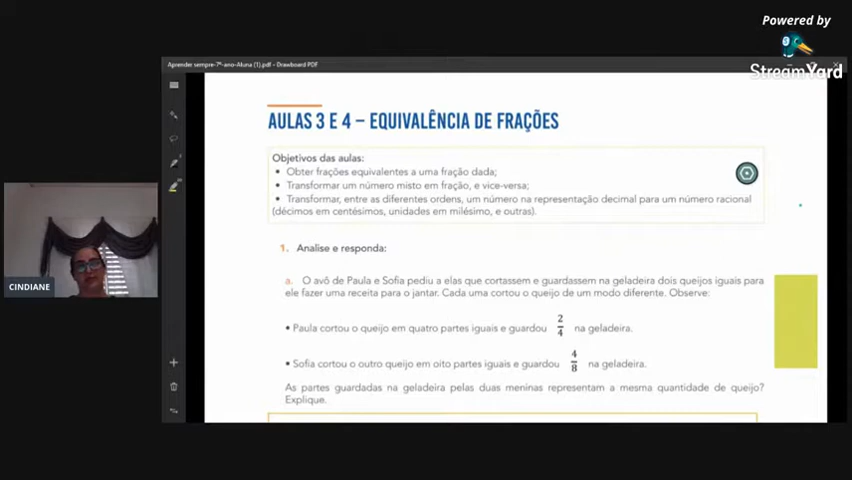 Powered by
StreamYard
Aprender sempre-7º-ano-Aluna (1).pdf - Drawboard PDF
AULAS 3 E 4 – EQUIVALÊNCIA DE FRAÇÕES
Objetivos das aulas:
• Obter frações equivalentes a uma fração dada;
• Transformar um número misto em fração, e vice-versa;
• Transformar, entre as diferentes ordens, um número na representação decimal para um número racional
(décimos em centésimos, unidades em milésimo, e outras).
1. Analise e responda:
a. O avô de Paula e Sofia pediu a elas que cortassem e guardassem na geladeira dois queijos iguais para
ele fazer uma receita para o jantar. Cada uma cortou o queijo de um modo diferente. Observe:
• Paula cortou o queijo em quatro partes iguais e guardou 2/4 na geladeira.
• Sofia cortou o outro queijo em oito partes iguais e guardou 4/8 na geladeira.
As partes guardadas na geladeira pelas duas meninas representam a mesma quantidade de queijo?
Explique.
CINDIANE